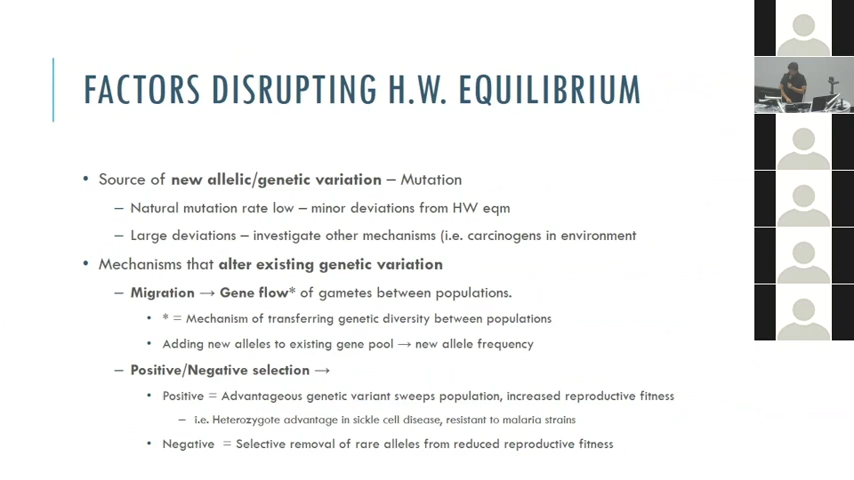 FACTORS DISRUPTING H.W. EQUILIBRIUM
• Source of new allelic/genetic variation – Mutation
– Natural mutation rate low – minor deviations from HW eqm
– Large deviations – investigate other mechanisms (i.e. carcinogens in environment
• Mechanisms that alter existing genetic variation
– Migration → Gene flow* of gametes between populations.
• * = Mechanism of transferring genetic diversity between populations
• Adding new alleles to existing gene pool → new allele frequency
– Positive/Negative selection →
• Positive = Advantageous genetic variant sweeps population, increased reproductive fitness
– i.e. Heterozygote advantage in sickle cell disease, resistant to malaria strains
• Negative = Selective removal of rare alleles from reduced reproductive fitness